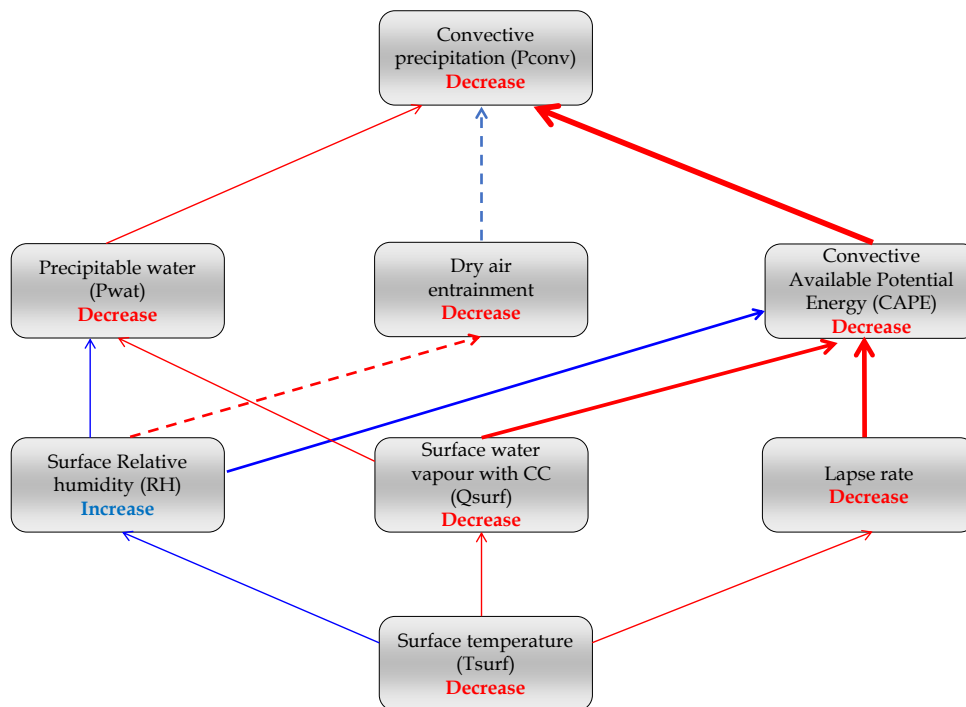 Convective
precipitation (Pconv)
Decrease
Precipitable water
(Pwat)
Decrease
Dry air
entrainment
Decrease
Convective
Available Potential
Energy (CAPE)
Decrease
Surface Relative
humidity (RH)
Increase
Surface water
vapour with CC
(Qsurf)
Decrease
Lapse rate
Decrease
Surface temperature
(Tsurf)
Decrease